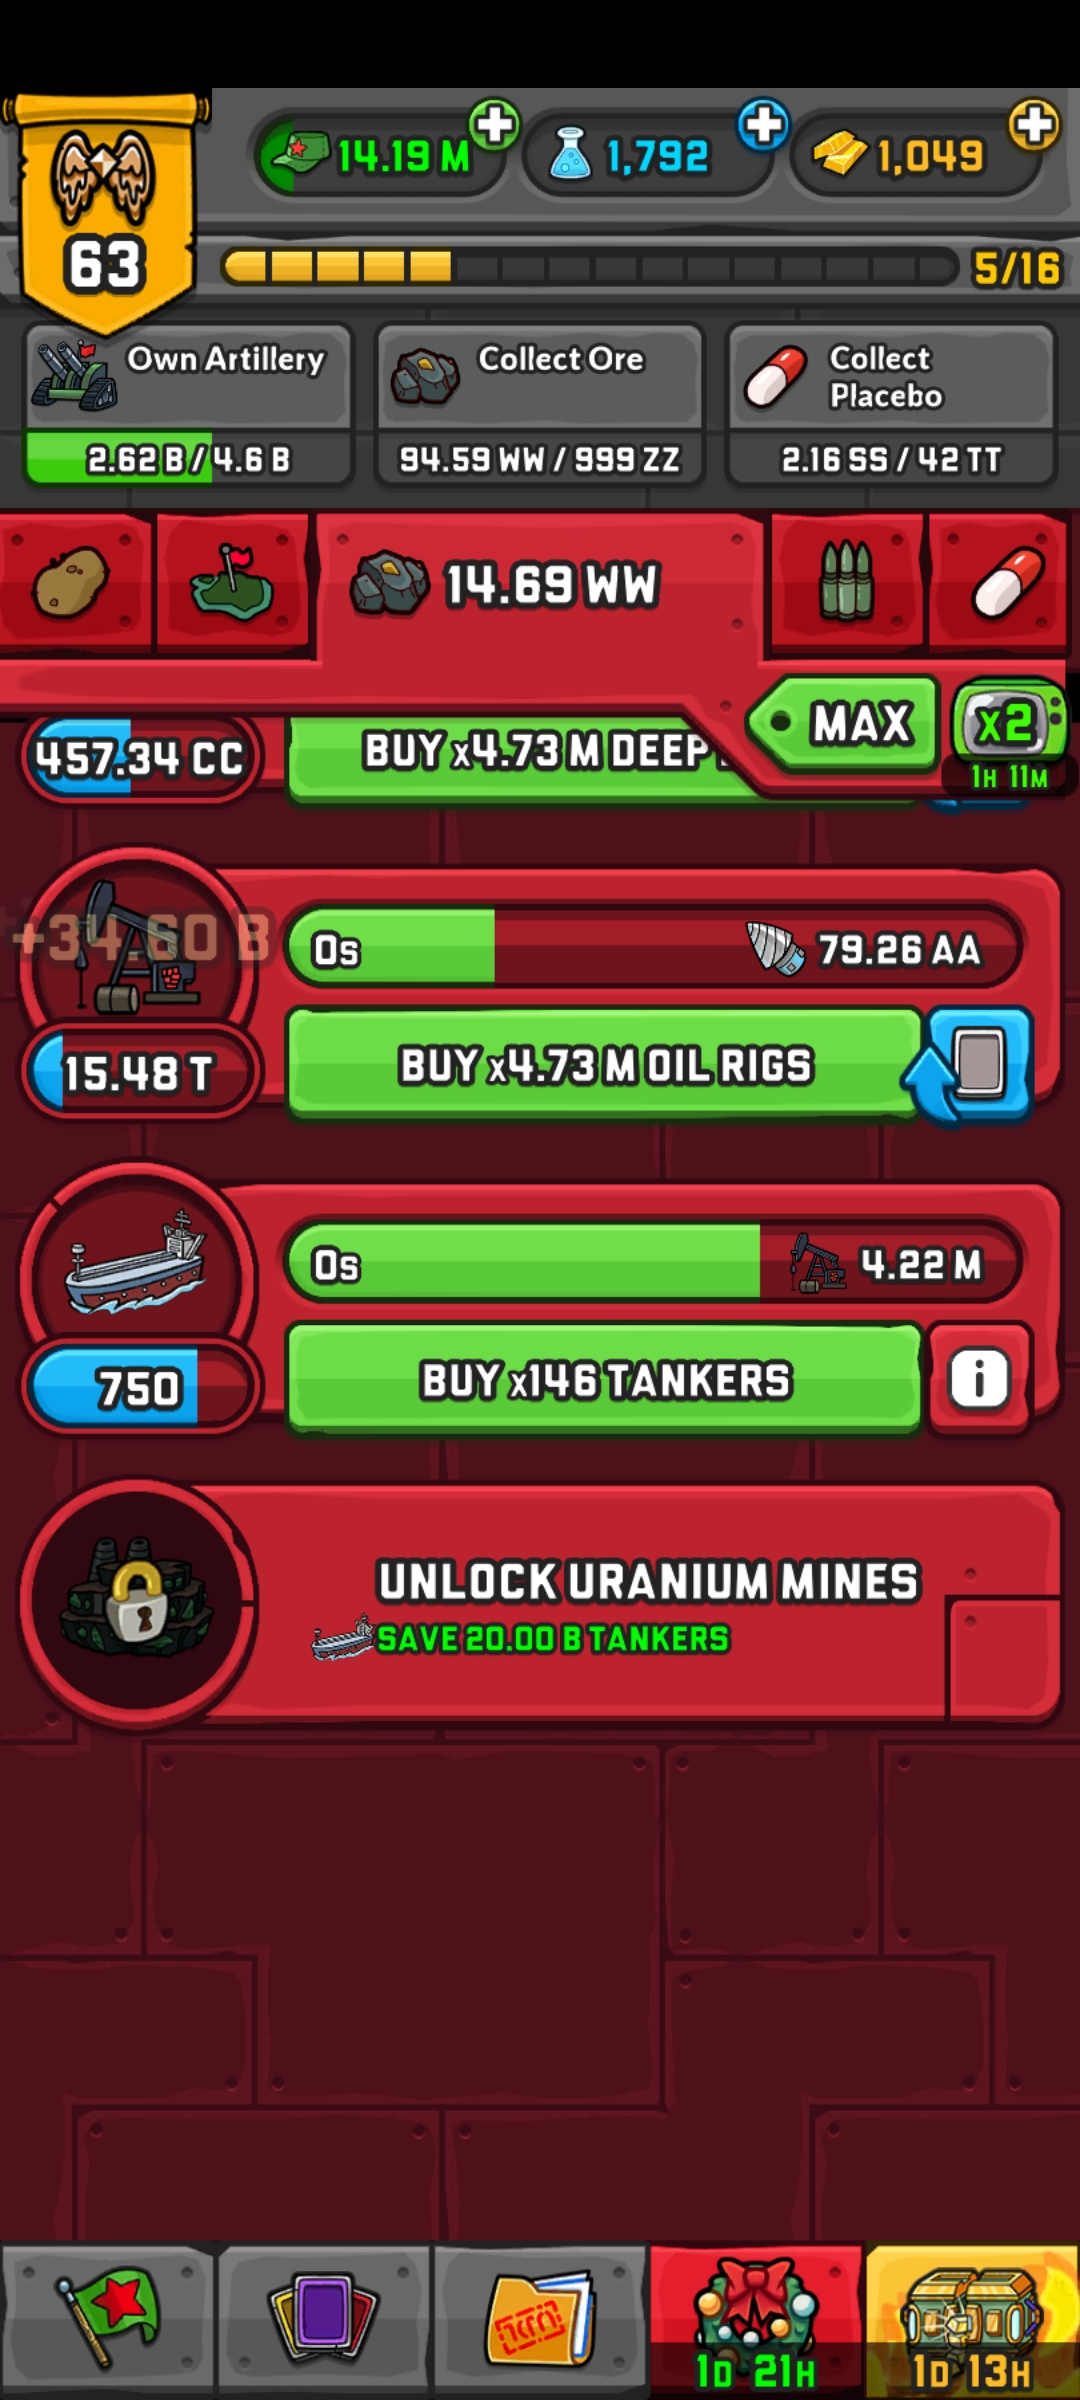 14.19 M
1,792
1,049
63
5/16
Own Artillery
2.62 B / 4.6 B
Collect Ore
94.59 WW / 999 ZZ
Collect
Placebo
2.16 SS / 42 TT
14.69 WW
MAX
x2
1H 11M
457.34 CC
BUY x4.73 M DEEP
+34.60 B
0s
79.26 AA
15.48 T
BUY x4.73 M OIL RIGS
0s
4.22 M
750
BUY x146 TANKERS
i
UNLOCK URANIUM MINES
SAVE 20.00 B TANKERS
1D 21H
1D 13H